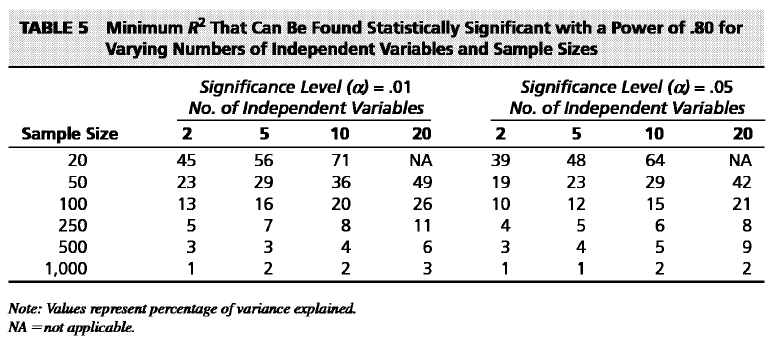 TABLE 5 Minimum R² That Can Be Found Statistically Significant with a Power of .80 for
Varying Numbers of Independent Variables and Sample Sizes
Significance Level (α) = .01 Significance Level (α) = .05
No. of Independent Variables No. of Independent Variables
Sample Size 2 5 10 20 2 5 10 20
20 45 56 71 NA 39 48 64 NA
50 23 29 36 49 19 23 29 42
100 13 16 20 26 10 12 15 21
250 5 7 8 11 4 5 6 8
500 3 3 4 6 3 4 5 9
1,000 1 2 2 3 1 1 2 2
Note: Values represent percentage of variance explained.
NA = not applicable.